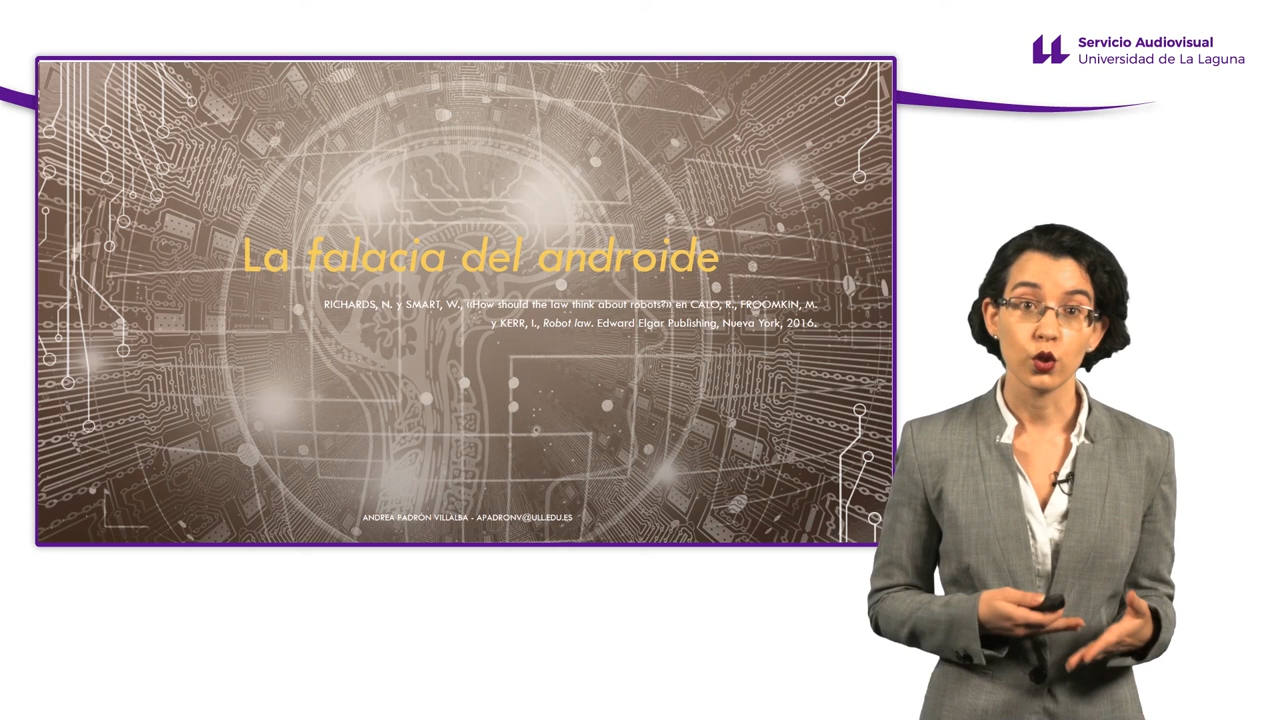 Servicio Audiovisual
Universidad de La Laguna
La falacia del androide
RICHARDS, N. y SMART, W., «How should the law think about robots?» en CALO, R., FROOMKIN, M.
y KERR, I., Robot law. Edward Elgar Publishing, Nueva York, 2016.
ANDREA PADRÓN VILLALBA - APADRONV@ULL.EDU.ES